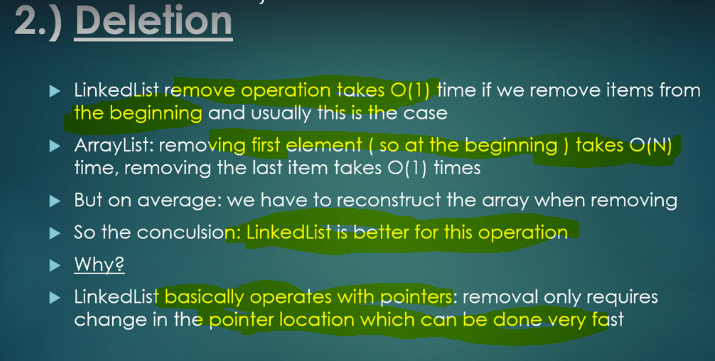 2.) Deletion
► LinkedList remove operation takes O(1) time if we remove items from
the beginning and usually this is the case
► ArrayList: removing first element ( so at the beginning ) takes O(N)
time, removing the last item takes O(1) times
► But on average: we have to reconstruct the array when removing
► So the conculsion: LinkedList is better for this operation
► Why?
► LinkedList basically operates with pointers: removal only requires
change in the pointer location which can be done very fast